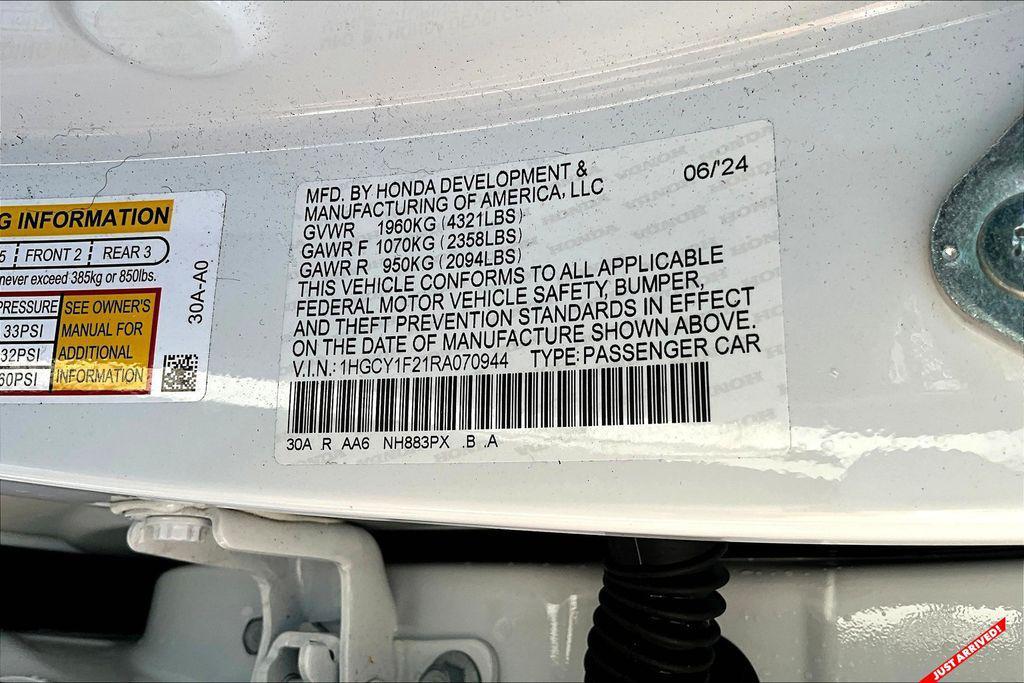 G INFORMATION
5 FRONT 2 REAR 3
never exceed 385kg or 850lbs.
PRESSURE
33PSI
32PSI
60PSI
SEE OWNER'S
MANUAL FOR
ADDITIONAL
INFORMATION
30A-A0
MFD. BY HONDA DEVELOPMENT & 06/'24
MANUFACTURING OF AMERICA, LLC
GVWR 1960KG (4321LBS)
GAWR F 1070KG (2358LBS)
GAWR R 950KG (2094LBS)
THIS VEHICLE CONFORMS TO ALL APPLICABLE
FEDERAL MOTOR VEHICLE SAFETY, BUMPER,
AND THEFT PREVENTION STANDARDS IN EFFECT
ON THE DATE OF MANUFACTURE SHOWN ABOVE.
V.I.N.: 1HGCY1F21RA070944 TYPE: PASSENGER CAR
30A R AA6 NH883PX .B .A
JUST ARRIVED!